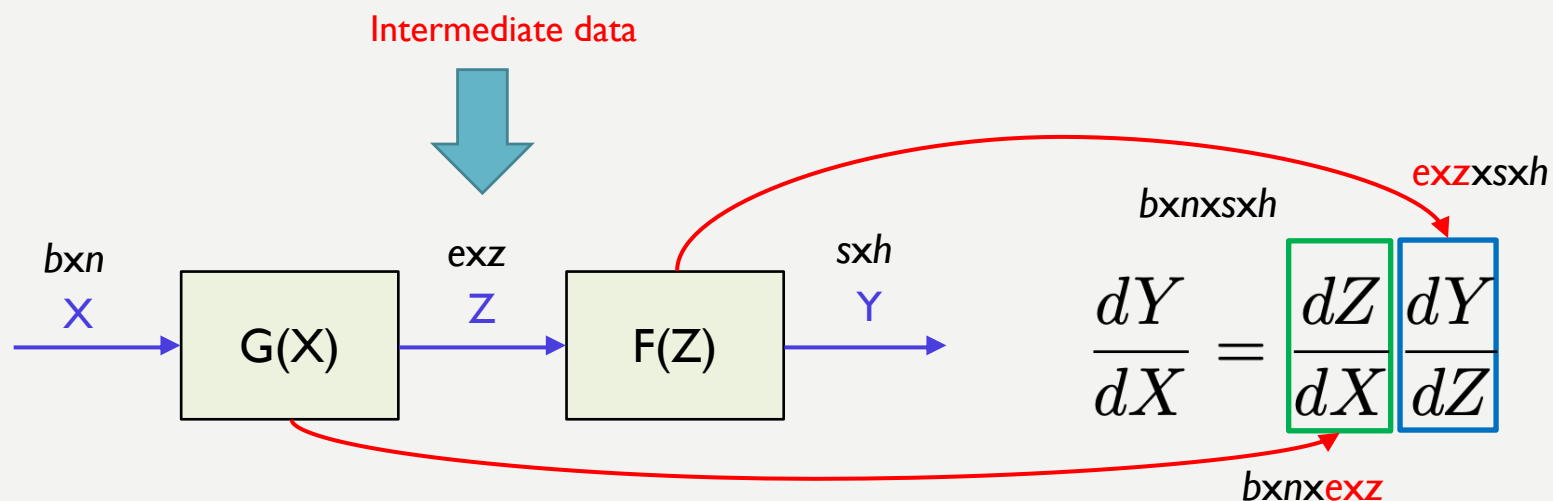 Intermediate data
exzxsxh
bxnxsxh
bxn
exz
sxh
X
Z
Y
G(X)
F(Z)
dY/dX = dZ/dX dY/dZ
bxnxexz